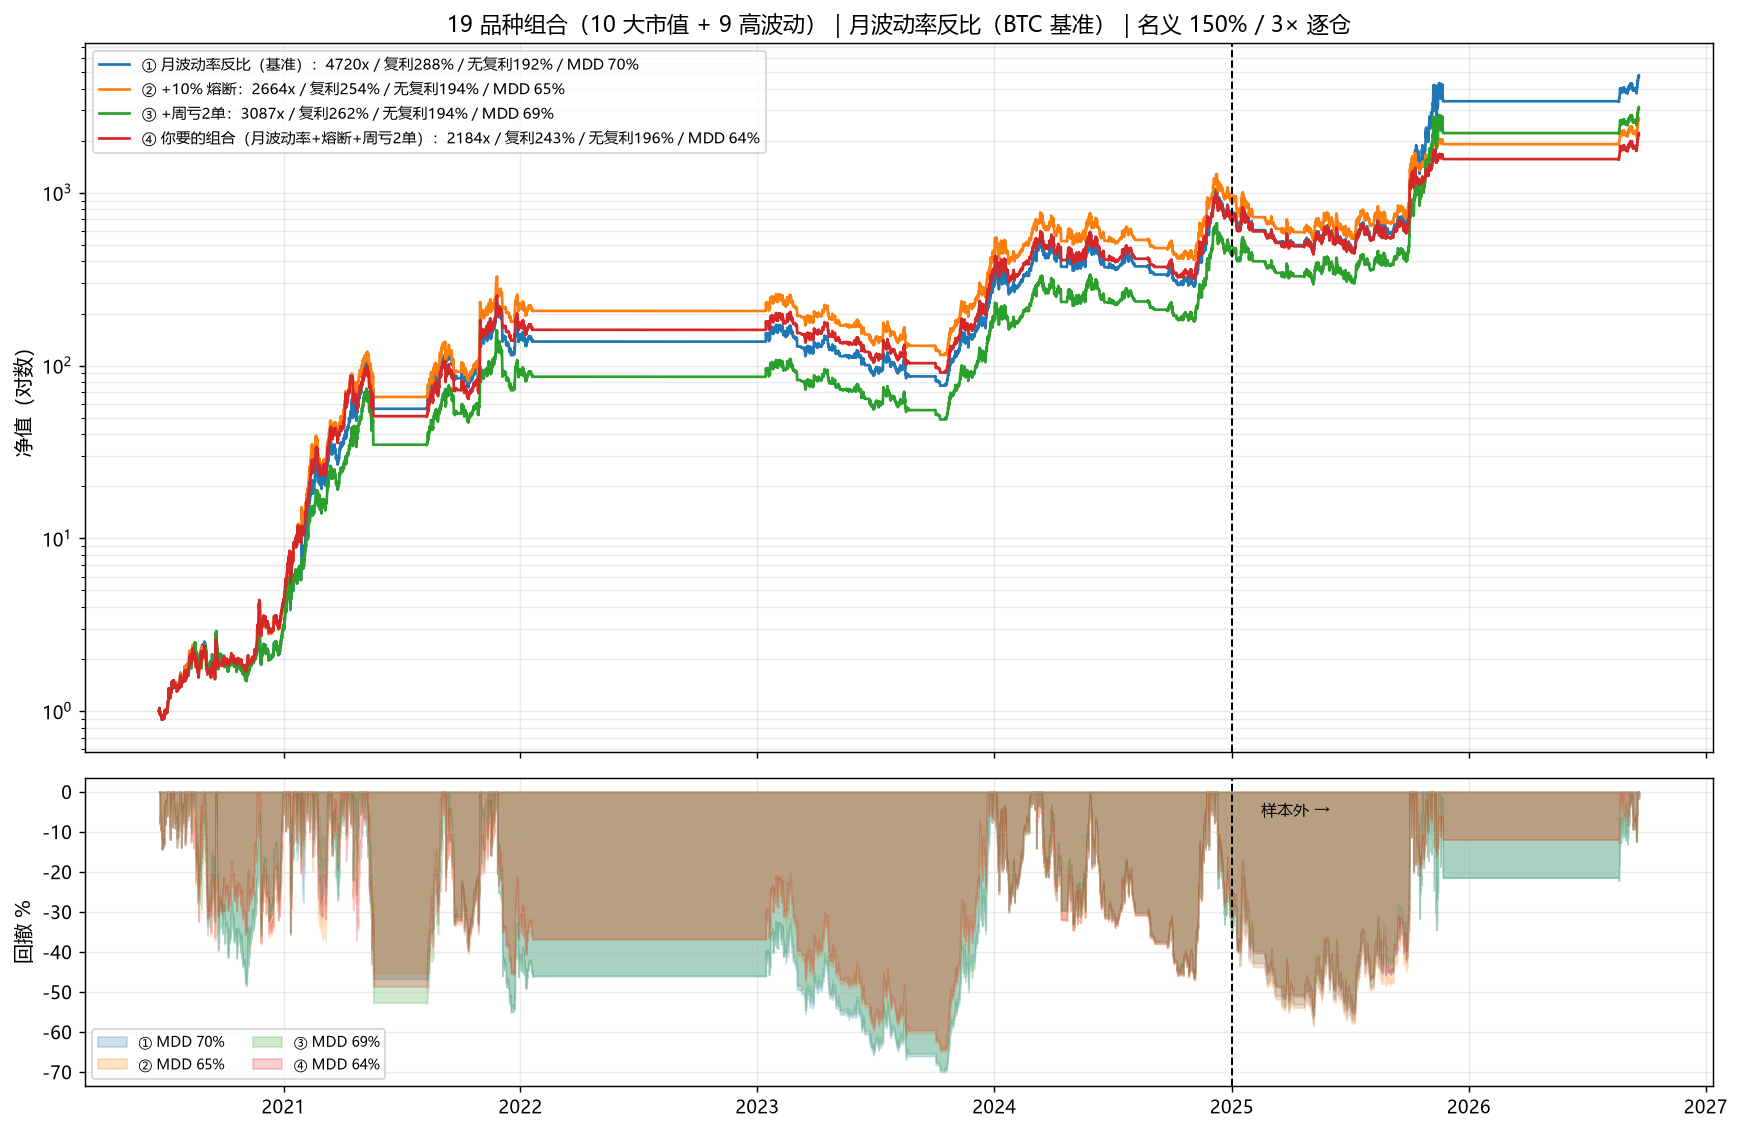 19 品种组合（10 大市值 + 9 高波动） | 月波动率反比（BTC 基准） | 名义 150% / 3× 逐仓
① 月波动率反比（基准）: 4720x / 复利288% / 无复利192% / MDD 70%
② +10% 熔断: 2664x / 复利254% / 无复利194% / MDD 65%
③ +周亏2单: 3087x / 复利262% / 无复利194% / MDD 69%
④ 你要的组合（月波动率+熔断+周亏2单）: 2184x / 复利243% / 无复利196% / MDD 64%
净值（对数）
10³
10²
10¹
10⁰
样本外 →
回撤 %
0
-10
-20
-30
-40
-50
-60
-70
① MDD 70%
② MDD 65%
③ MDD 69%
④ MDD 64%
2021
2022
2023
2024
2025
2026
2027